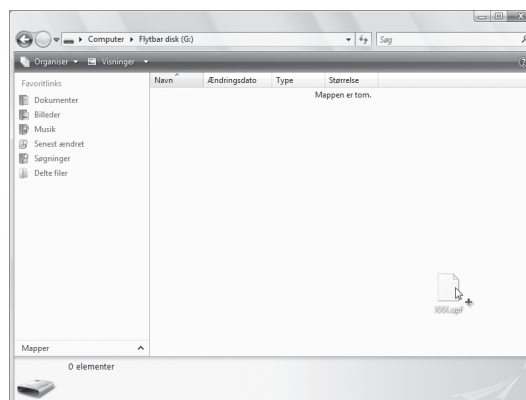 Computer Flytbar disk (G:) Søg
Organiser Visninger
Favoritlinks
Navn Ændringsdato Type Størrelse
Mappen er tom.
Dokumenter
Billeder
Musik
Senest ændret
Søgninger
Delte filer
Mapper
0 elementer